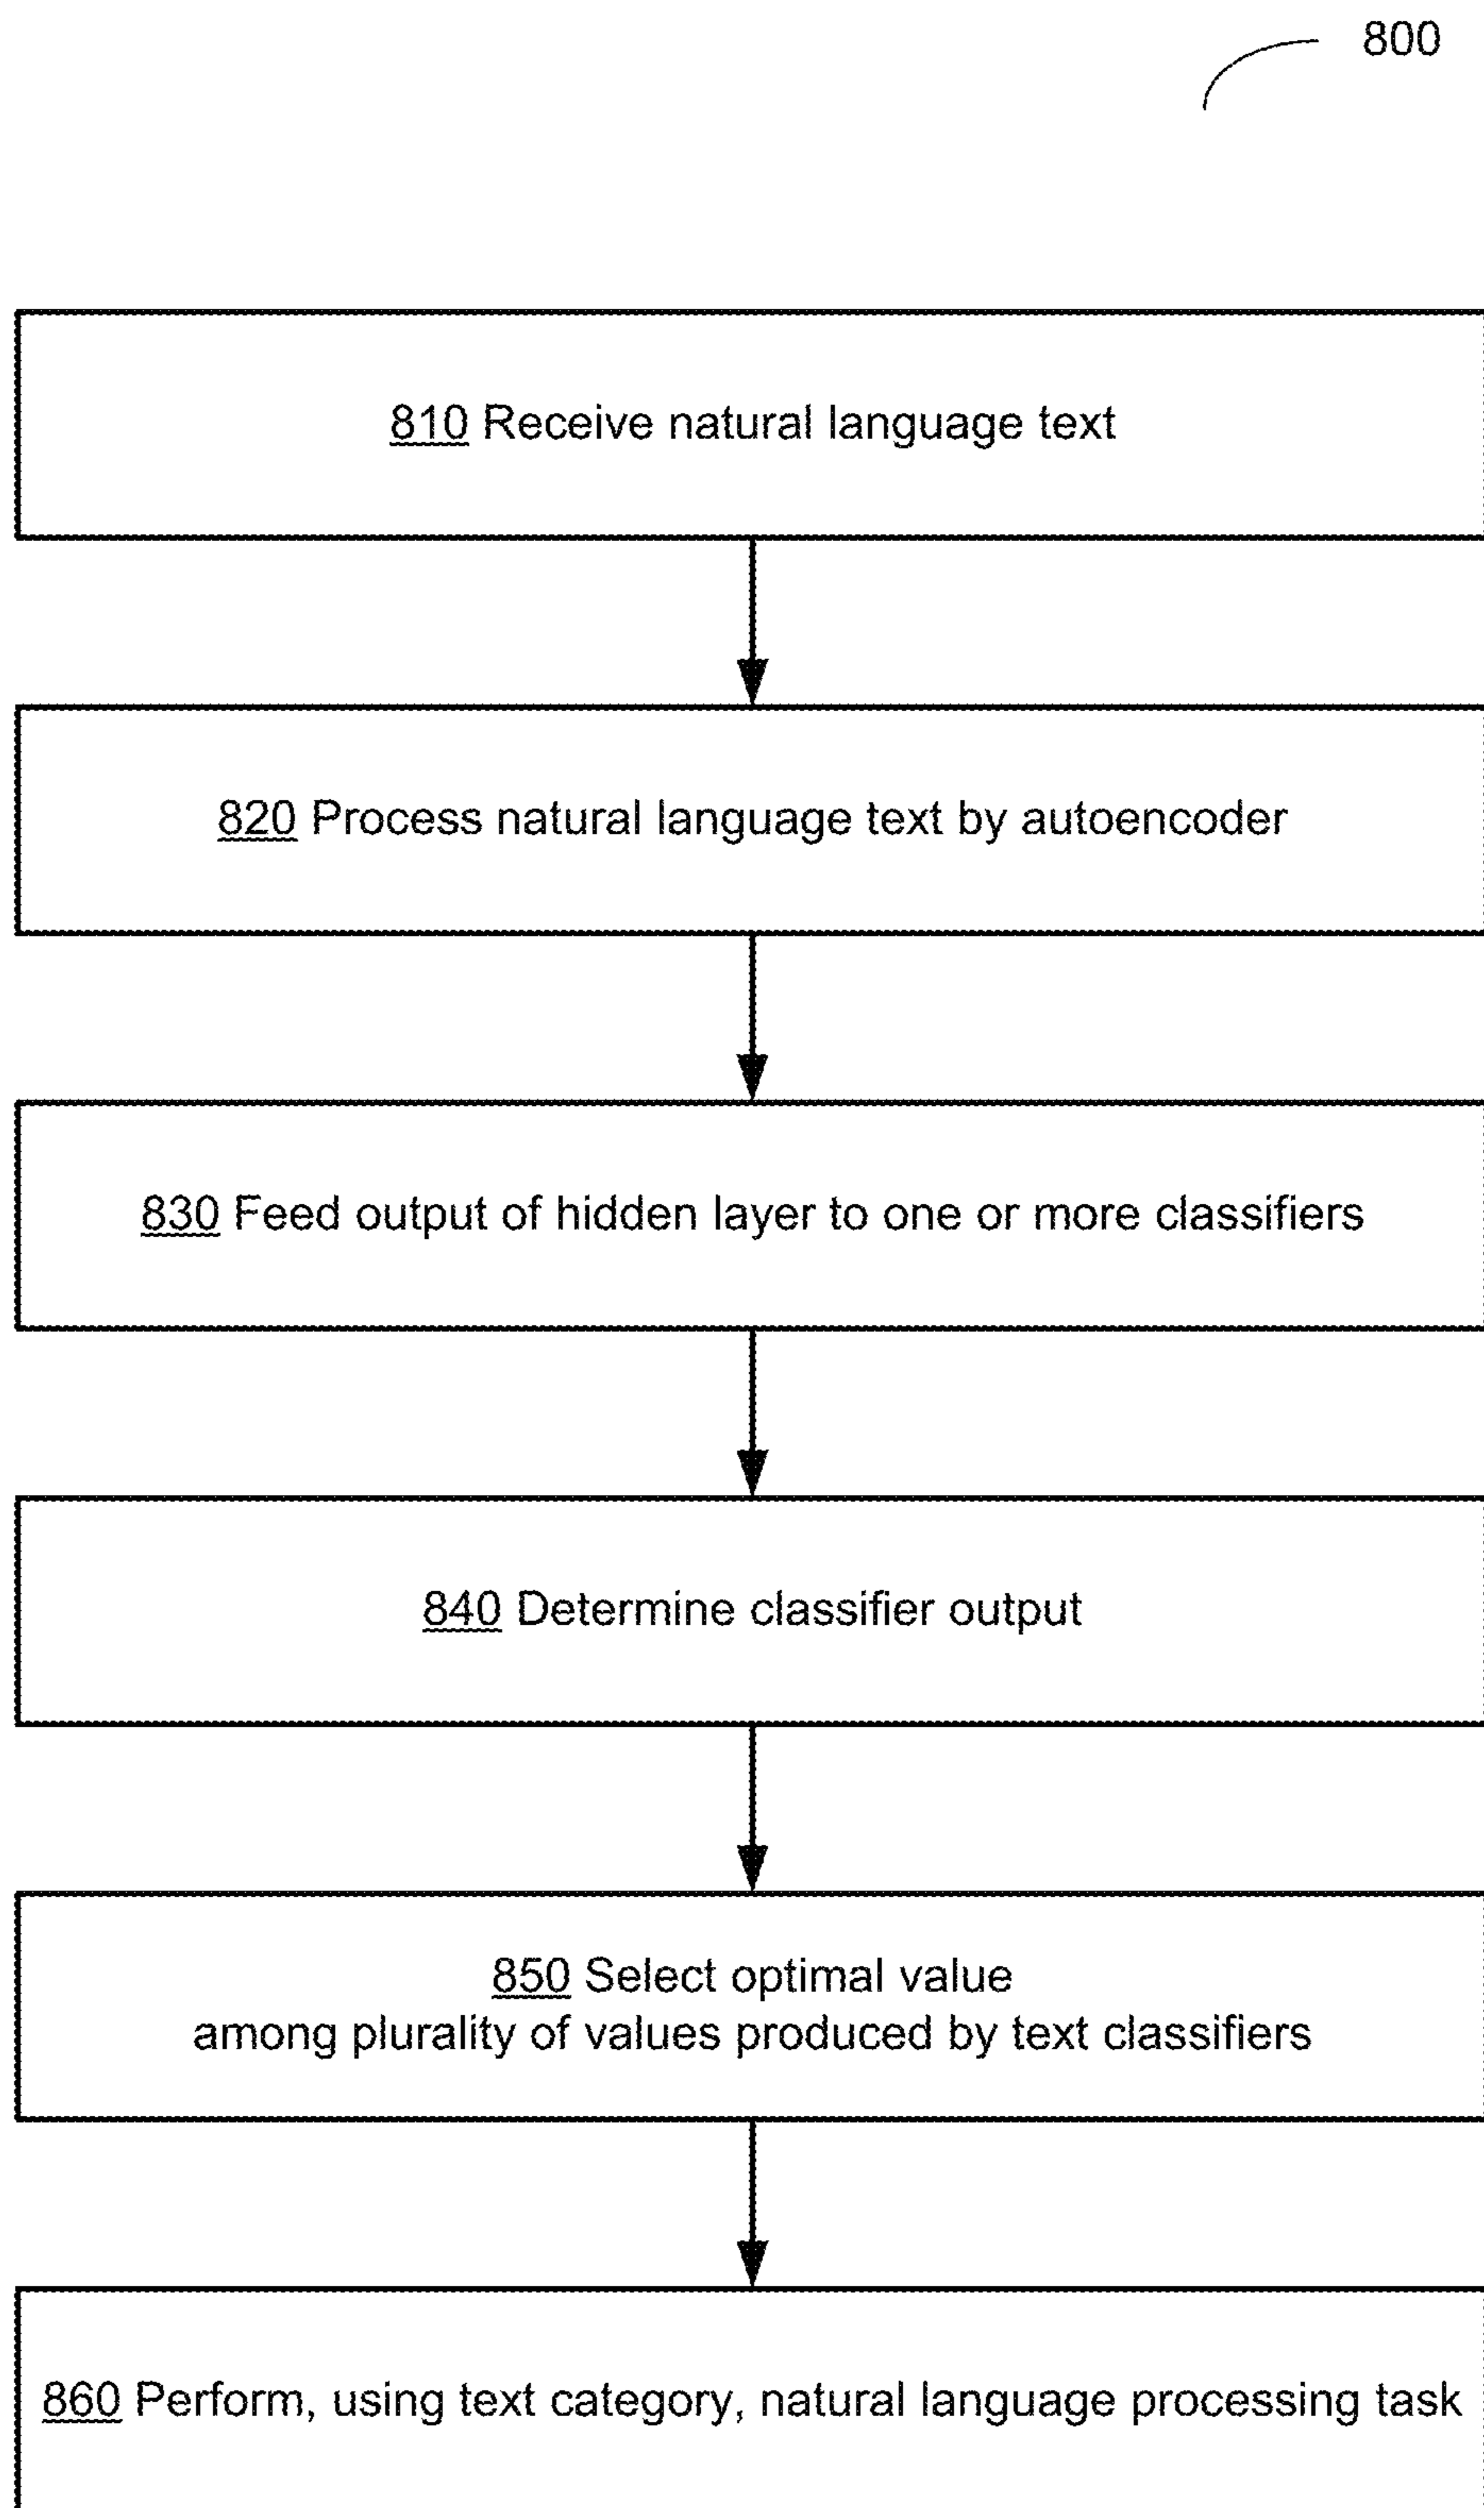 800
810 Receive natural language text
820 Process natural language text by autoencoder
830 Feed output of hidden layer to one or more classifiers
840 Determine classifier output
850 Select optimal value
among plurality of values produced by text classifiers
860 Perform, using text category, natural language processing task